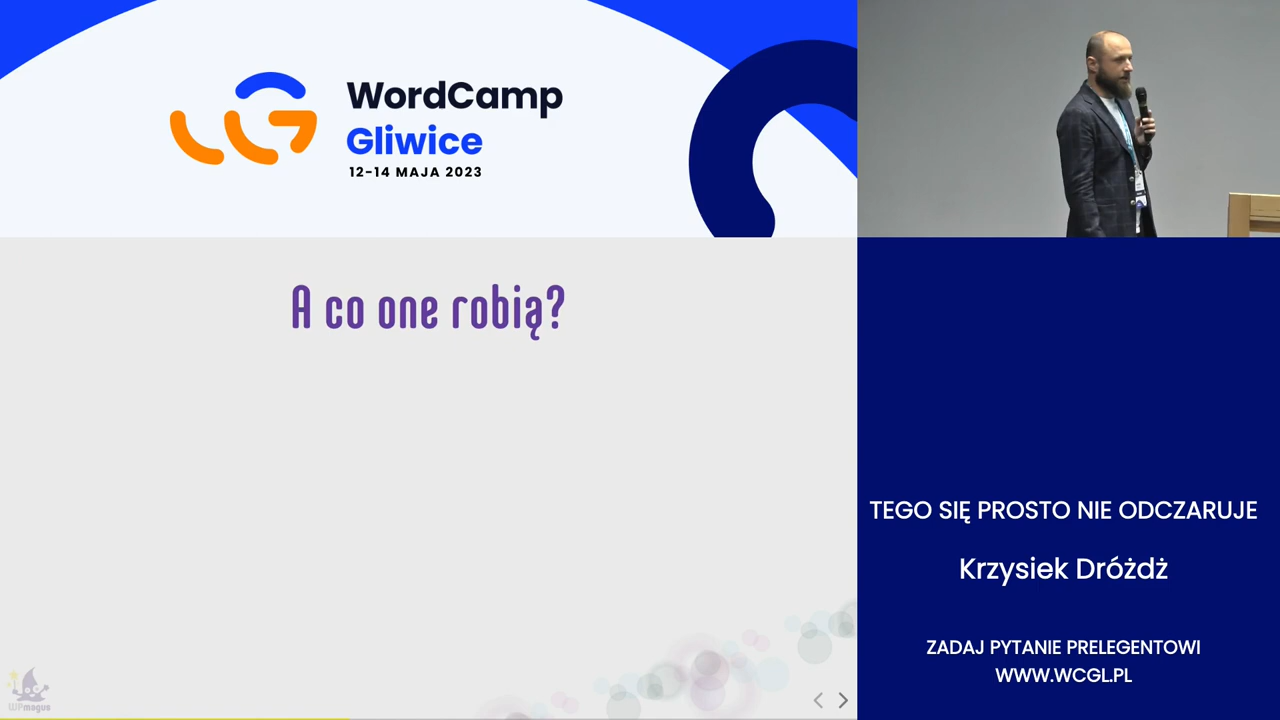 WordCamp
Gliwice
12-14 MAJA 2023
A co one robią?
WPmagus
TEGO SIĘ PROSTO NIE ODCZARUJE
Krzysiek Dróżdż
ZADAJ PYTANIE PRELEGENTOWI
WWW.WCGL.PL